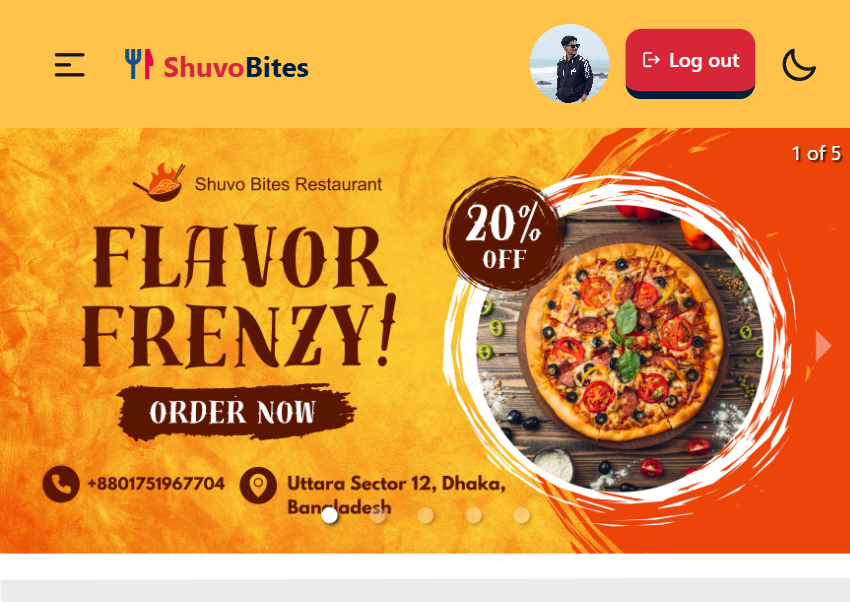 ShuvoBites
Log out
1 of 5
Shuvo Bites Restaurant
FLAVOR
FRENZY!
20%
OFF
ORDER NOW
+8801751967704
Uttara Sector 12, Dhaka,
Bangladesh